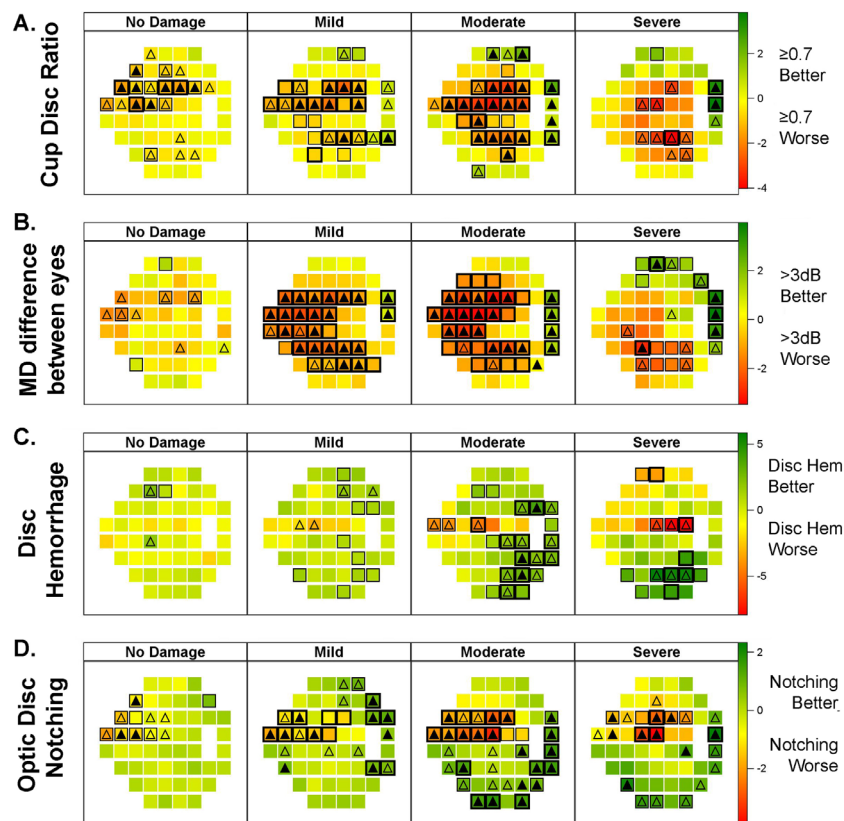 A.
No Damage
Mild
Moderate
Severe
Cup Disc Ratio
2
0
-2
-4
≥0.7
Better
≥0.7
Worse
B.
No Damage
Mild
Moderate
Severe
MD difference
between eyes
2
0
-2
>3dB
Better
>3dB
Worse
C.
No Damage
Mild
Moderate
Severe
Disc
Hemorrhage
5
0
-5
Disc Hem
Better
Disc Hem
Worse
D.
No Damage
Mild
Moderate
Severe
Optic Disc
Notching
2
0
-2
Notching
Better
Notching
Worse